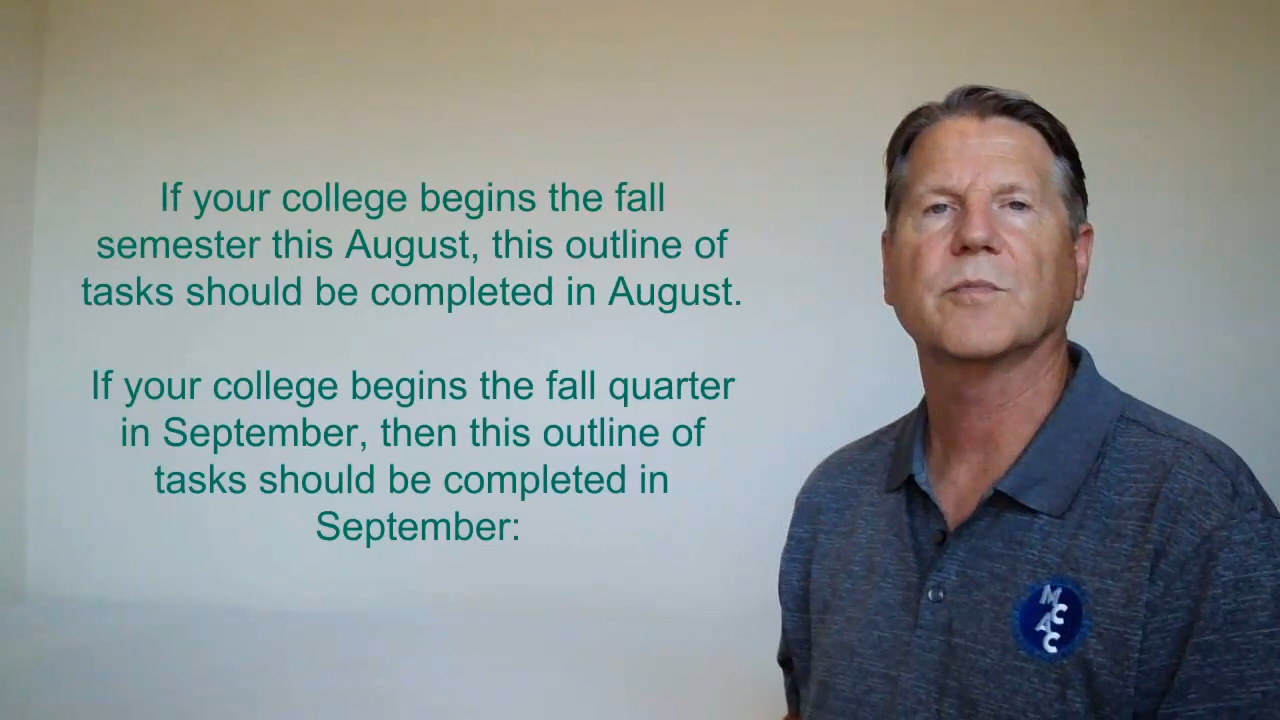 If your college begins the fall
semester this August, this outline of
tasks should be completed in August.
If your college begins the fall quarter
in September, then this outline of
tasks should be completed in
September:
MCAC